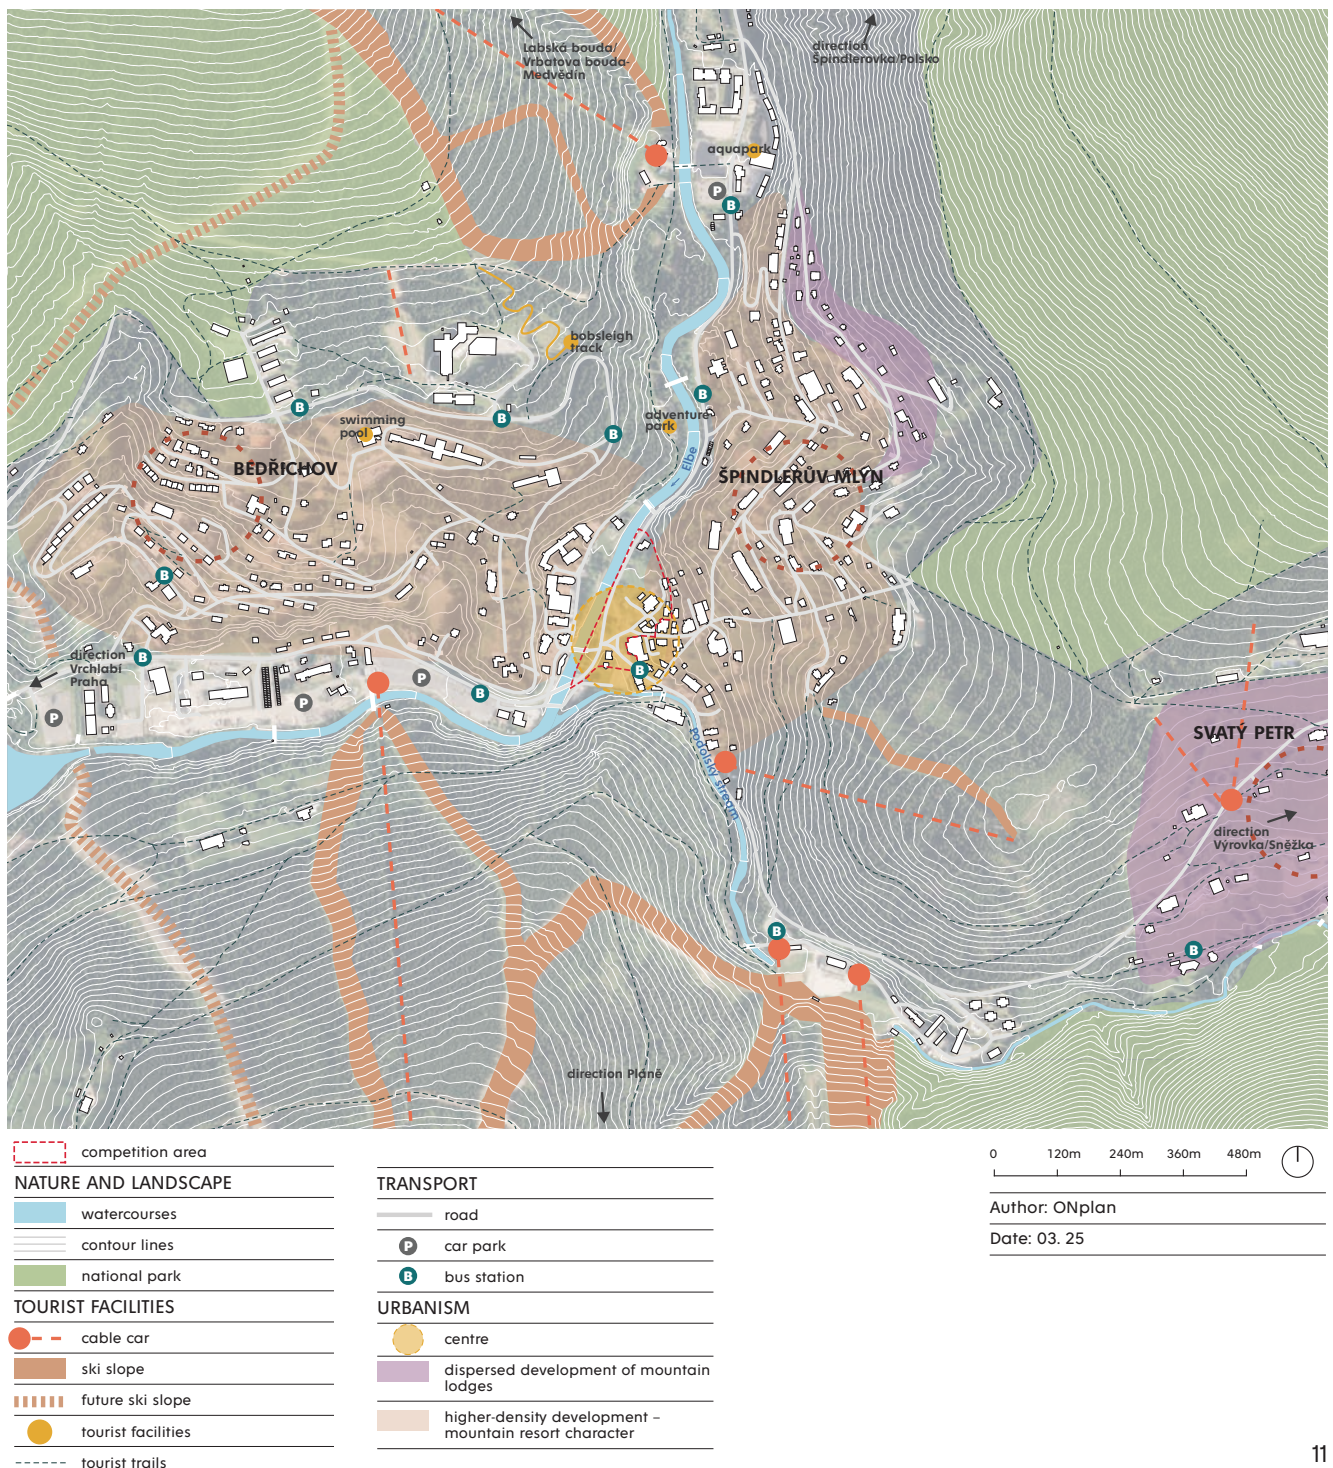 Labská bouda/
Vrbatova bouda-
Medvědín
direction
Špindlerovka/Polsko
aquapark
P
B
bobsleigh
track
B
B
B
B
swimming
pool
adventure
park
BEDŘICHOV
← Elbe
ŠPINDLERŮV MLÝN
B
B
direction
Vrchlabí
Praha
B
P
P
P
B
Podolský stream
SVATÝ PETR
direction
Výrovka/Sněžka
B
B
direction Pláně
competition area
NATURE AND LANDSCAPE
watercourses
contour lines
national park
TOURIST FACILITIES
cable car
ski slope
future ski slope
tourist facilities
tourist trails
TRANSPORT
road
P car park
B bus station
URBANISM
centre
dispersed development of mountain
lodges
higher-density development –
mountain resort character
0 120m 240m 360m 480m
Author: ONplan
Date: 03. 25
11